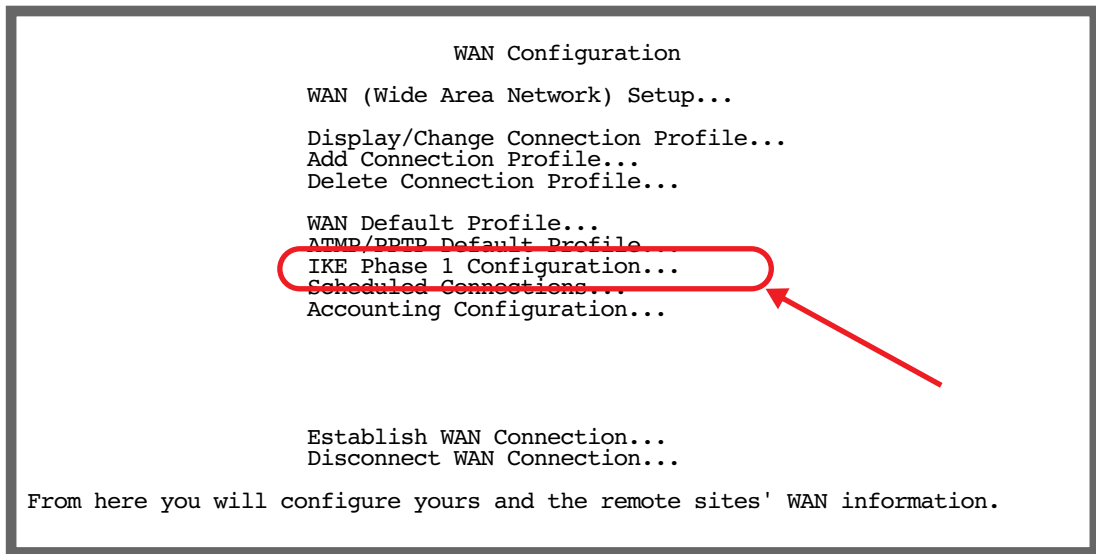 WAN Configuration
WAN (Wide Area Network) Setup...
Display/Change Connection Profile...
Add Connection Profile...
Delete Connection Profile...
WAN Default Profile...
ATMP/PPTP Default Profile...
IKE Phase 1 Configuration...
Scheduled Connections...
Accounting Configuration...
Establish WAN Connection...
Disconnect WAN Connection...
From here you will configure yours and the remote sites' WAN information.